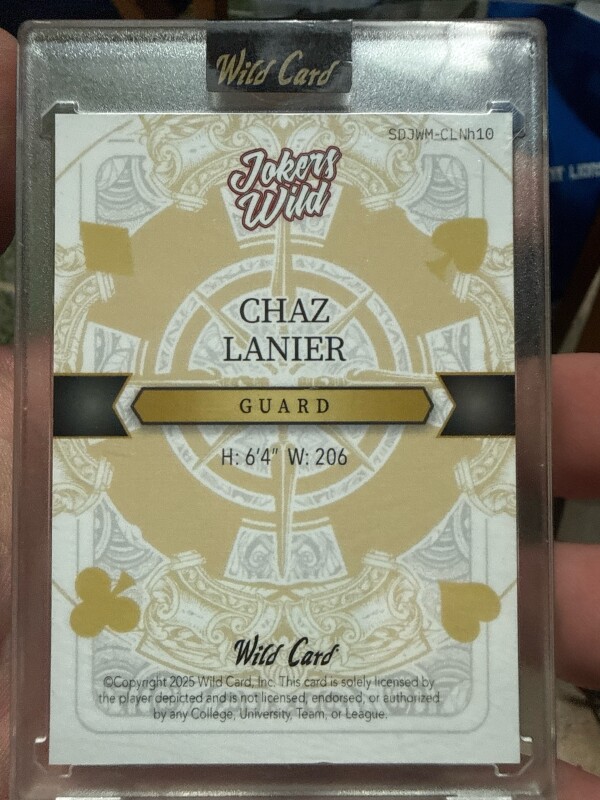 Wild Card
SDJWM-CLNh10
Jokers
Wild
CHAZ
LANIER
GUARD
H: 6'4" W: 206
Wild Card
©Copyright 2025 Wild Card, Inc. This card is solely licensed by
the player depicted and is not licensed, endorsed, or authorized
by any College, University, Team, or League.